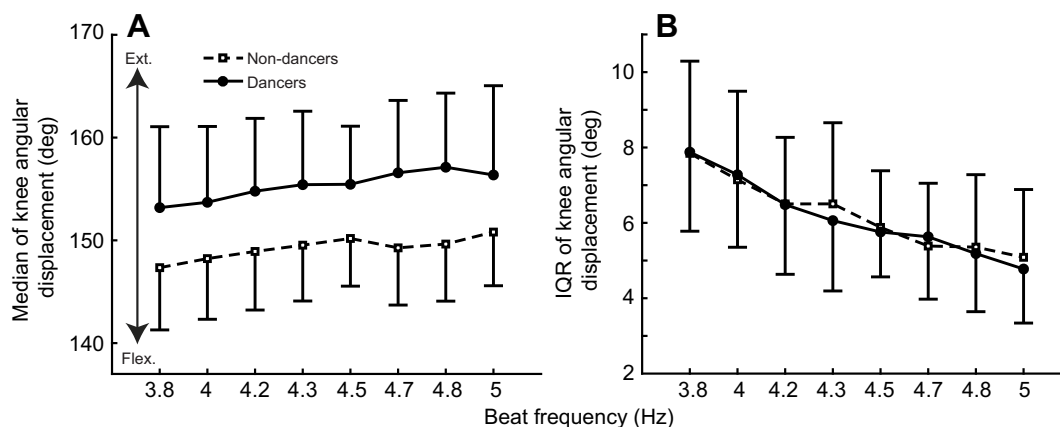 A
170
160
150
140
Ext.
Flex.
Non-dancers
Dancers
Median of knee angular
displacement (deg)
3.8 4 4.2 4.3 4.5 4.7 4.8 5
B
10
8
6
4
2
IQR of knee angular
displacement (deg)
3.8 4 4.2 4.3 4.5 4.7 4.8 5
Beat frequency (Hz)